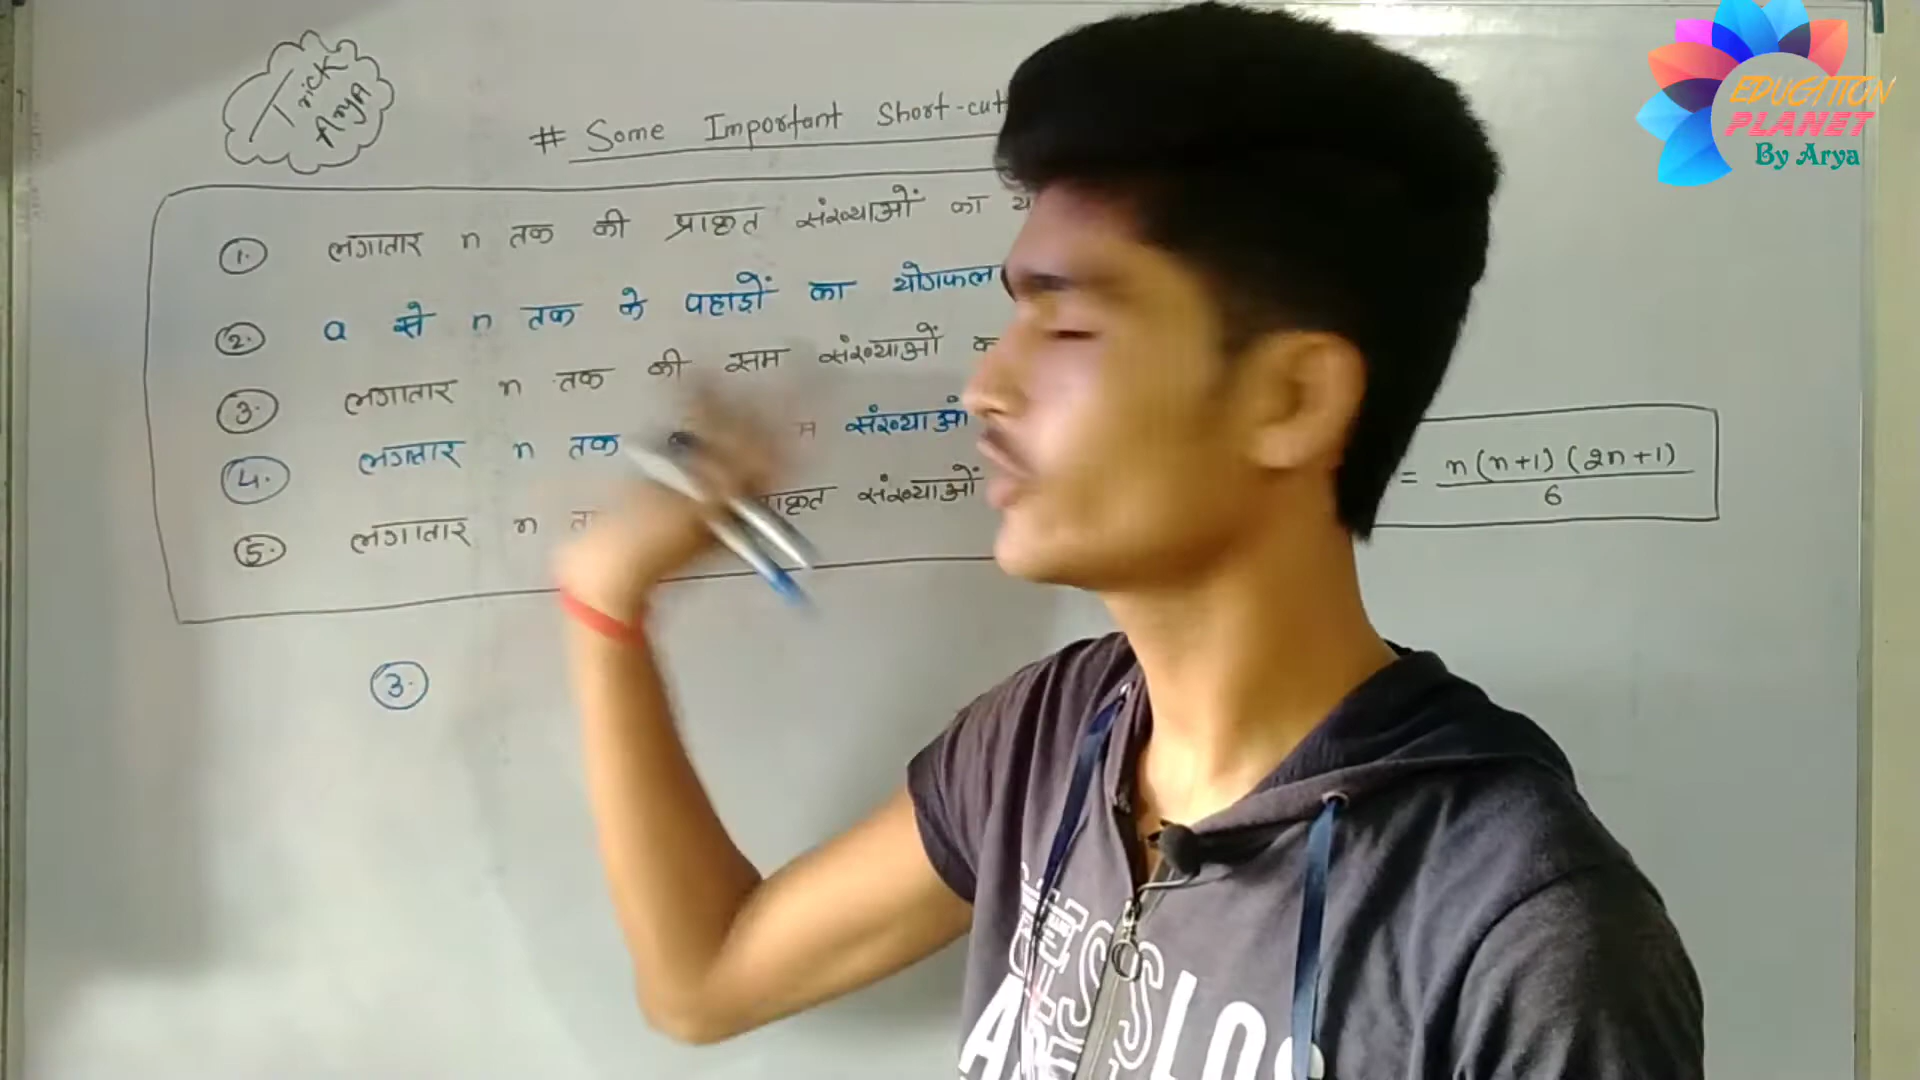 Trick
Arya
# Some Important Short-cut
1. लगातार n तक की प्राकृत संख्याओं का
2. a से n तक के पहाड़ों का योगफल
3. लगातार n तक की सम संख्याओं
4. लगातार n तक संख्याओं
5. लगातार n संख्याओं
= n(n+1)(2n+1)
6
3.
EDUCATION
PLANET
By Arya